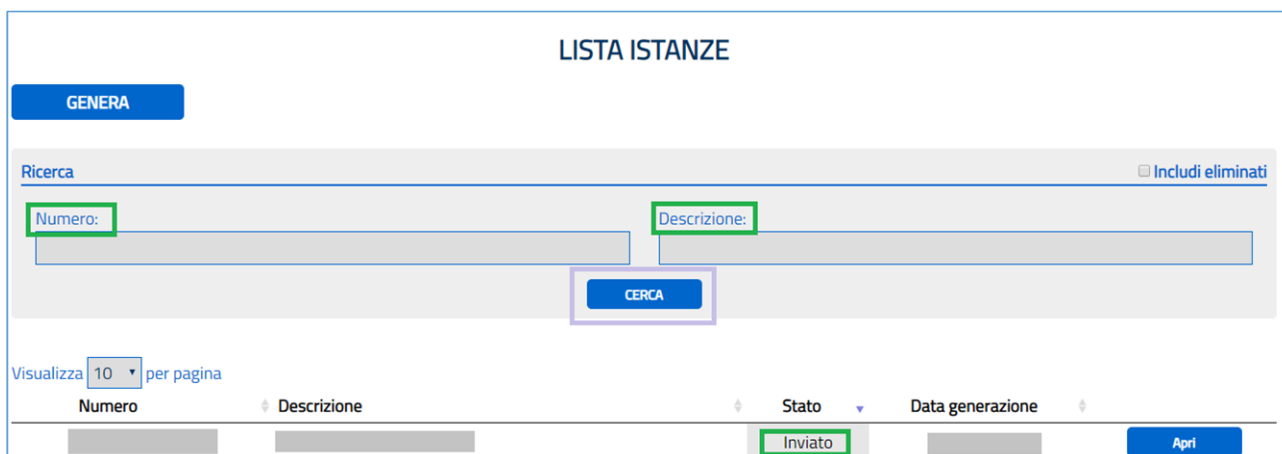 LISTA ISTANZE
GENERA
Ricerca Includi eliminati
Numero: Descrizione:
CERCA
Visualizza 10 per pagina
Numero Descrizione Stato Data generazione
Inviato Apri